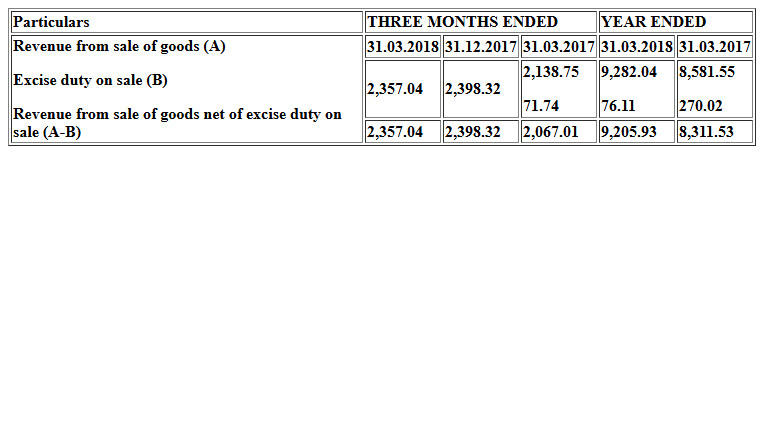 Particulars THREE MONTHS ENDED YEAR ENDED
Revenue from sale of goods (A) 31.03.2018 31.12.2017 31.03.2017 31.03.2018 31.03.2017
Excise duty on sale (B) 2,357.04 2,398.32 2,138.75 9,282.04 8,581.55
71.74 76.11 270.02
Revenue from sale of goods net of excise duty on
sale (A-B) 2,357.04 2,398.32 2,067.01 9,205.93 8,311.53